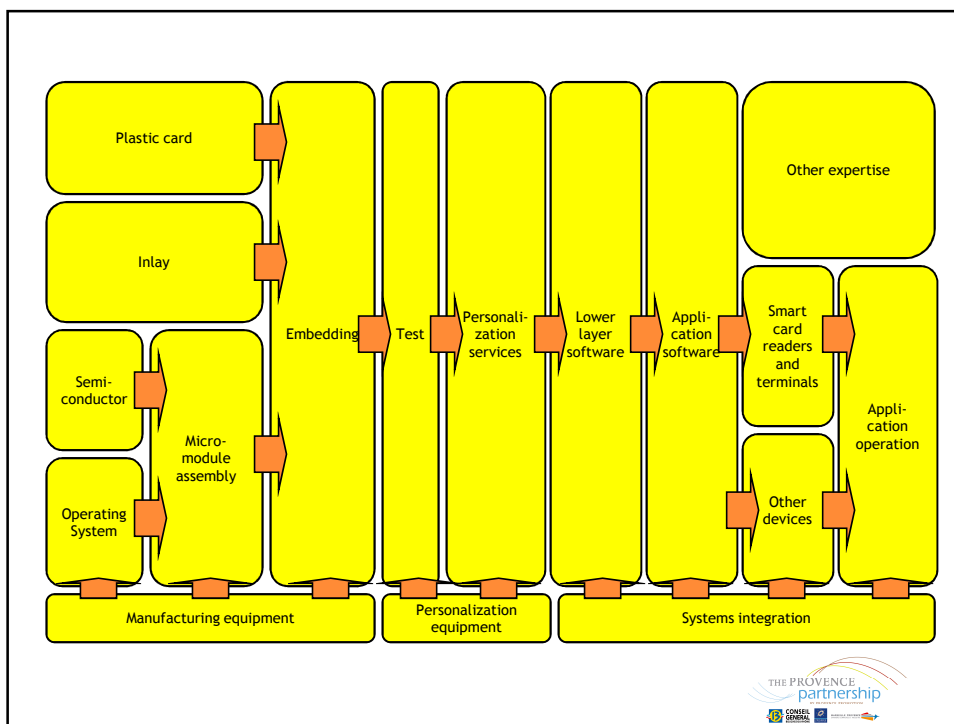 Plastic card
Other expertise
Inlay
Embedding
Test
Personali-
zation
services
Lower
layer
software
Appli-
cation
software
Smart
card
readers
and
terminals
Semi-
conductor
Micro-
module
assembly
Appli-
cation
operation
Operating
System
Other
devices
Manufacturing equipment
Personalization
equipment
Systems integration
THE PROVENCE
partnership
CONSEIL
GENERAL